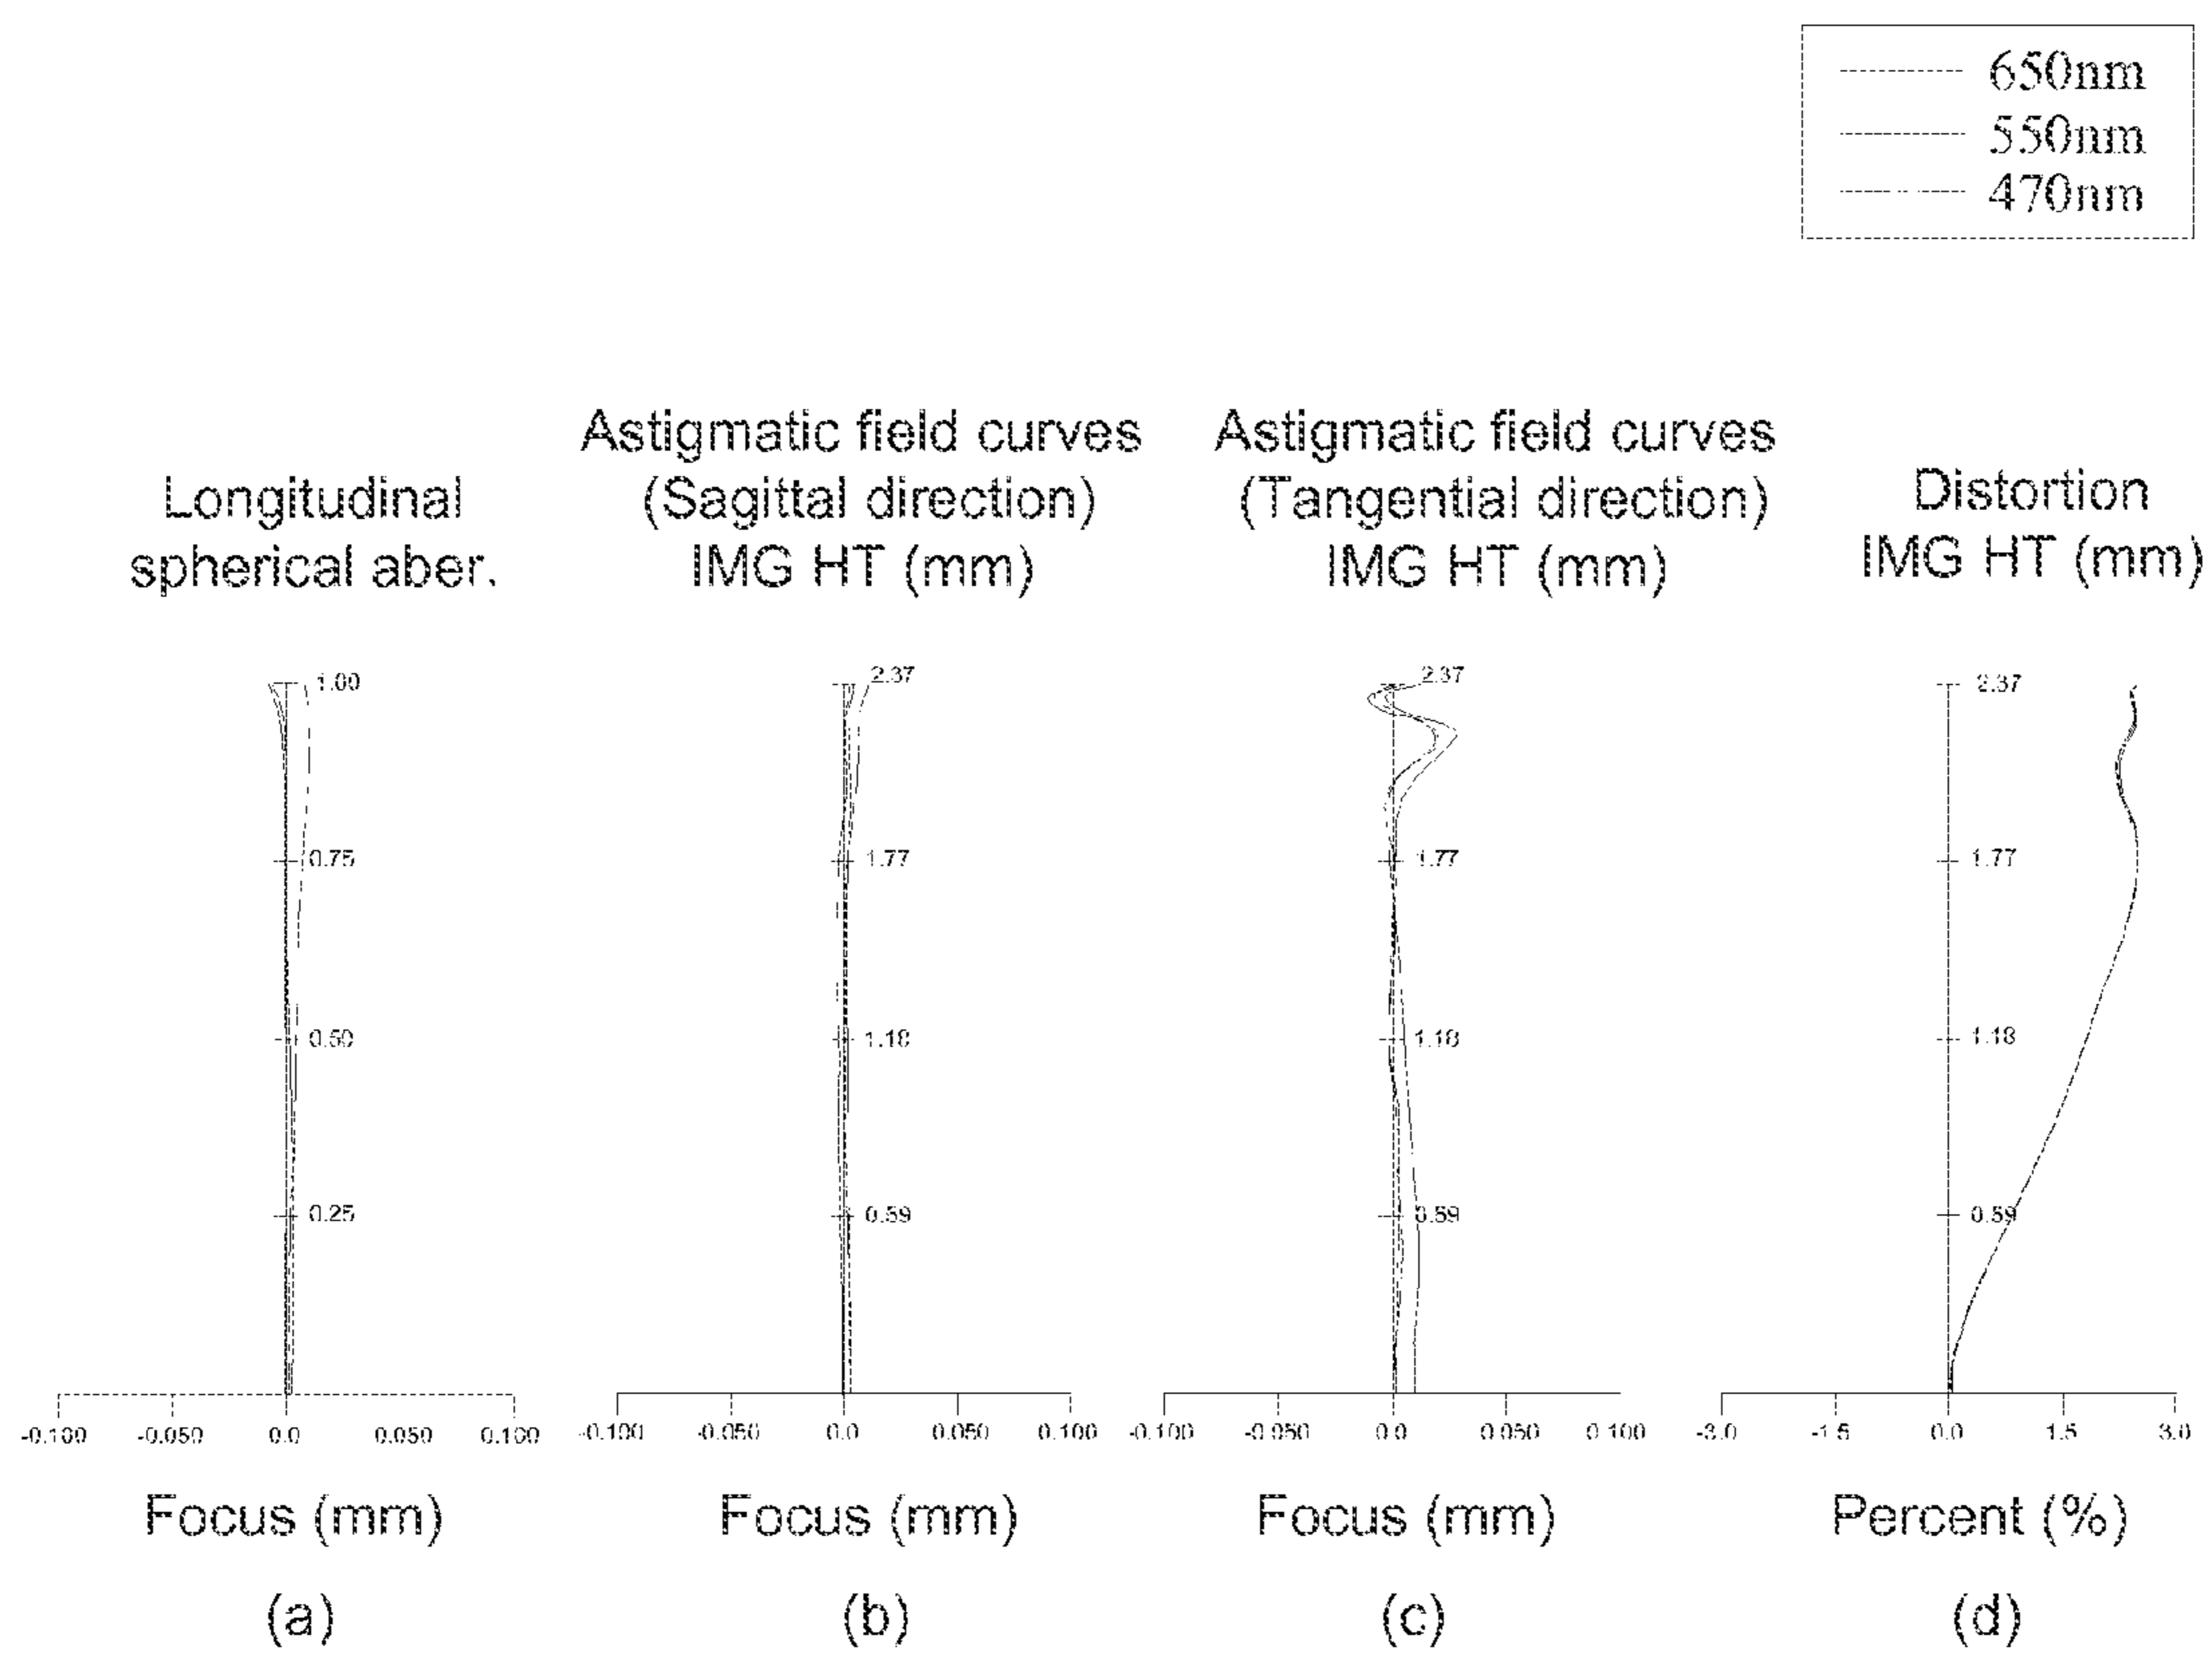 650nm
550nm
470nm
Longitudinal
spherical aber.
Astigmatic field curves
(Sagittal direction)
IMG HT (mm)
Astigmatic field curves
(Tangential direction)
IMG HT (mm)
Distortion
IMG HT (mm)
1.00
0.75
0.50
0.25
-0.100 -0.050 0.0 0.050 0.100
Focus (mm)
(a)
2.37
1.77
1.18
0.59
-0.100 -0.050 0.0 0.050 0.100
Focus (mm)
(b)
2.37
1.77
1.18
0.59
-0.100 -0.050 0.0 0.050 0.100
Focus (mm)
(c)
2.37
1.77
1.18
0.59
-3.0 -1.5 0.0 1.5 3.0
Percent (%)
(d)